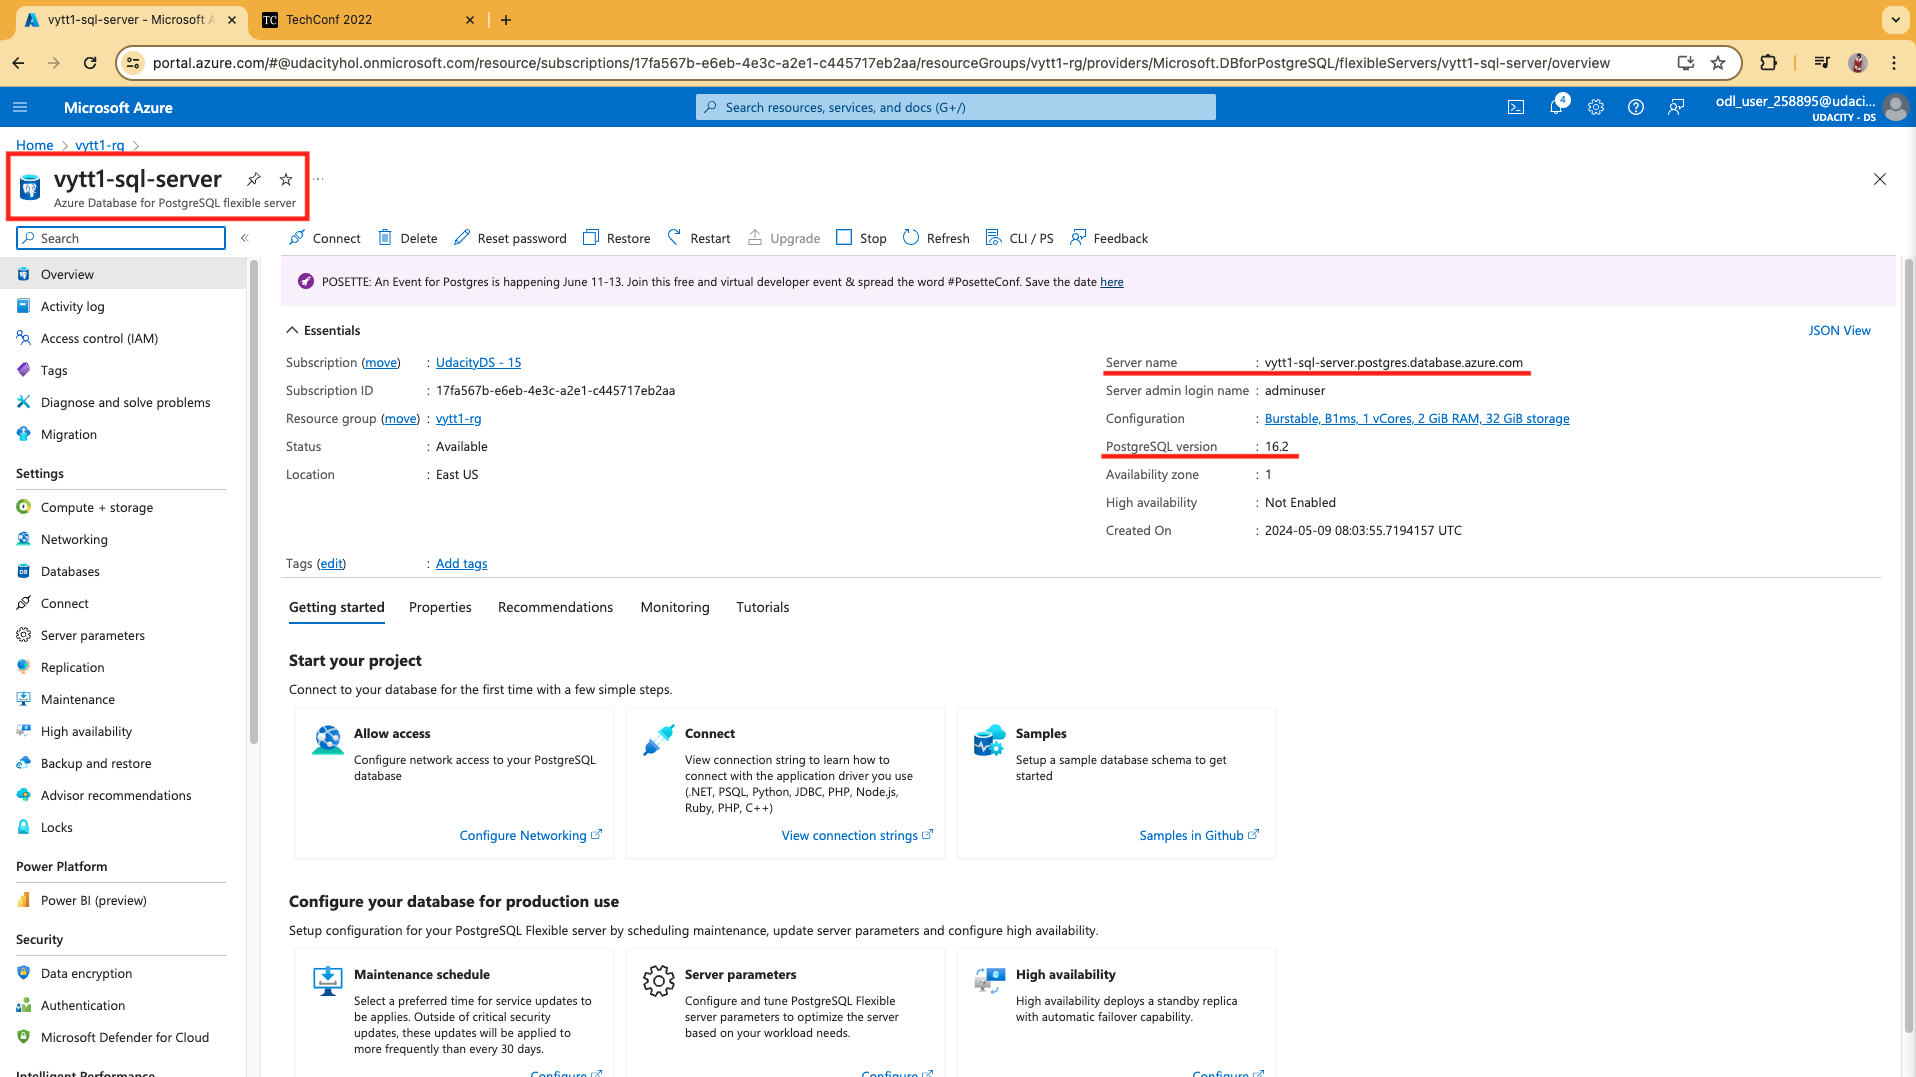 vytt1-sql-server - Microsoft A
TC TechConf 2022
portal.azure.com/#@udacityhol.onmicrosoft.com/resource/subscriptions/17fa567b-e6eb-4e3c-a2e1-c445717eb2aa/resourceGroups/vytt1-rg/providers/Microsoft.DBforPostgreSQL/flexibleServers/vytt1-sql-server/overview
Microsoft Azure
Search resources, services, and docs (G+/)
4
odl_user_258895@udaci...
UDACITY - DS
Home > vytt1-rg >
vytt1-sql-server
Azure Database for PostgreSQL flexible server
Search
Connect
Delete
Reset password
Restore
Restart
Upgrade
Stop
Refresh
CLI / PS
Feedback
Overview
Activity log
Access control (IAM)
Tags
Diagnose and solve problems
Migration
Settings
Compute + storage
Networking
Databases
Connect
Server parameters
Replication
Maintenance
High availability
Backup and restore
Advisor recommendations
Locks
Power Platform
Power BI (preview)
Security
Data encryption
Authentication
Microsoft Defender for Cloud
Intelligent Performance
POSETTE: An Event for Postgres is happening June 11-13. Join this free and virtual developer event & spread the word #PosetteConf. Save the date here
Essentials
JSON View
Subscription (move) : UdacityDS - 15
Subscription ID : 17fa567b-e6eb-4e3c-a2e1-c445717eb2aa
Resource group (move) : vytt1-rg
Status : Available
Location : East US
Server name : vytt1-sql-server.postgres.database.azure.com
Server admin login name : adminuser
Configuration : Burstable, B1ms, 1 vCores, 2 GiB RAM, 32 GiB storage
PostgreSQL version : 16.2
Availability zone : 1
High availability : Not Enabled
Created On : 2024-05-09 08:03:55.7194157 UTC
Tags (edit) : Add tags
Getting started
Properties
Recommendations
Monitoring
Tutorials
Start your project
Connect to your database for the first time with a few simple steps.
Allow access
Configure network access to your PostgreSQL
database
Configure Networking
Connect
View connection string to learn how to
connect with the application driver you use
(.NET, PSQL, Python, JDBC, PHP, Node.js,
Ruby, PHP, C++)
View connection strings
Samples
Setup a sample database schema to get
started
Samples in Github
Configure your database for production use
Setup configuration for your PostgreSQL Flexible server by scheduling maintenance, update server parameters and configure high availability.
Maintenance schedule
Select a preferred time for service updates to
be applies. Outside of critical security
updates, these updates will be applied to
more frequently than every 30 days.
Configure
Server parameters
Configure and tune PostgreSQL Flexible
server parameters to optimize the server
based on your workload needs.
Configure
High availability
High availability deploys a standby replica
with automatic failover capability.
Configure